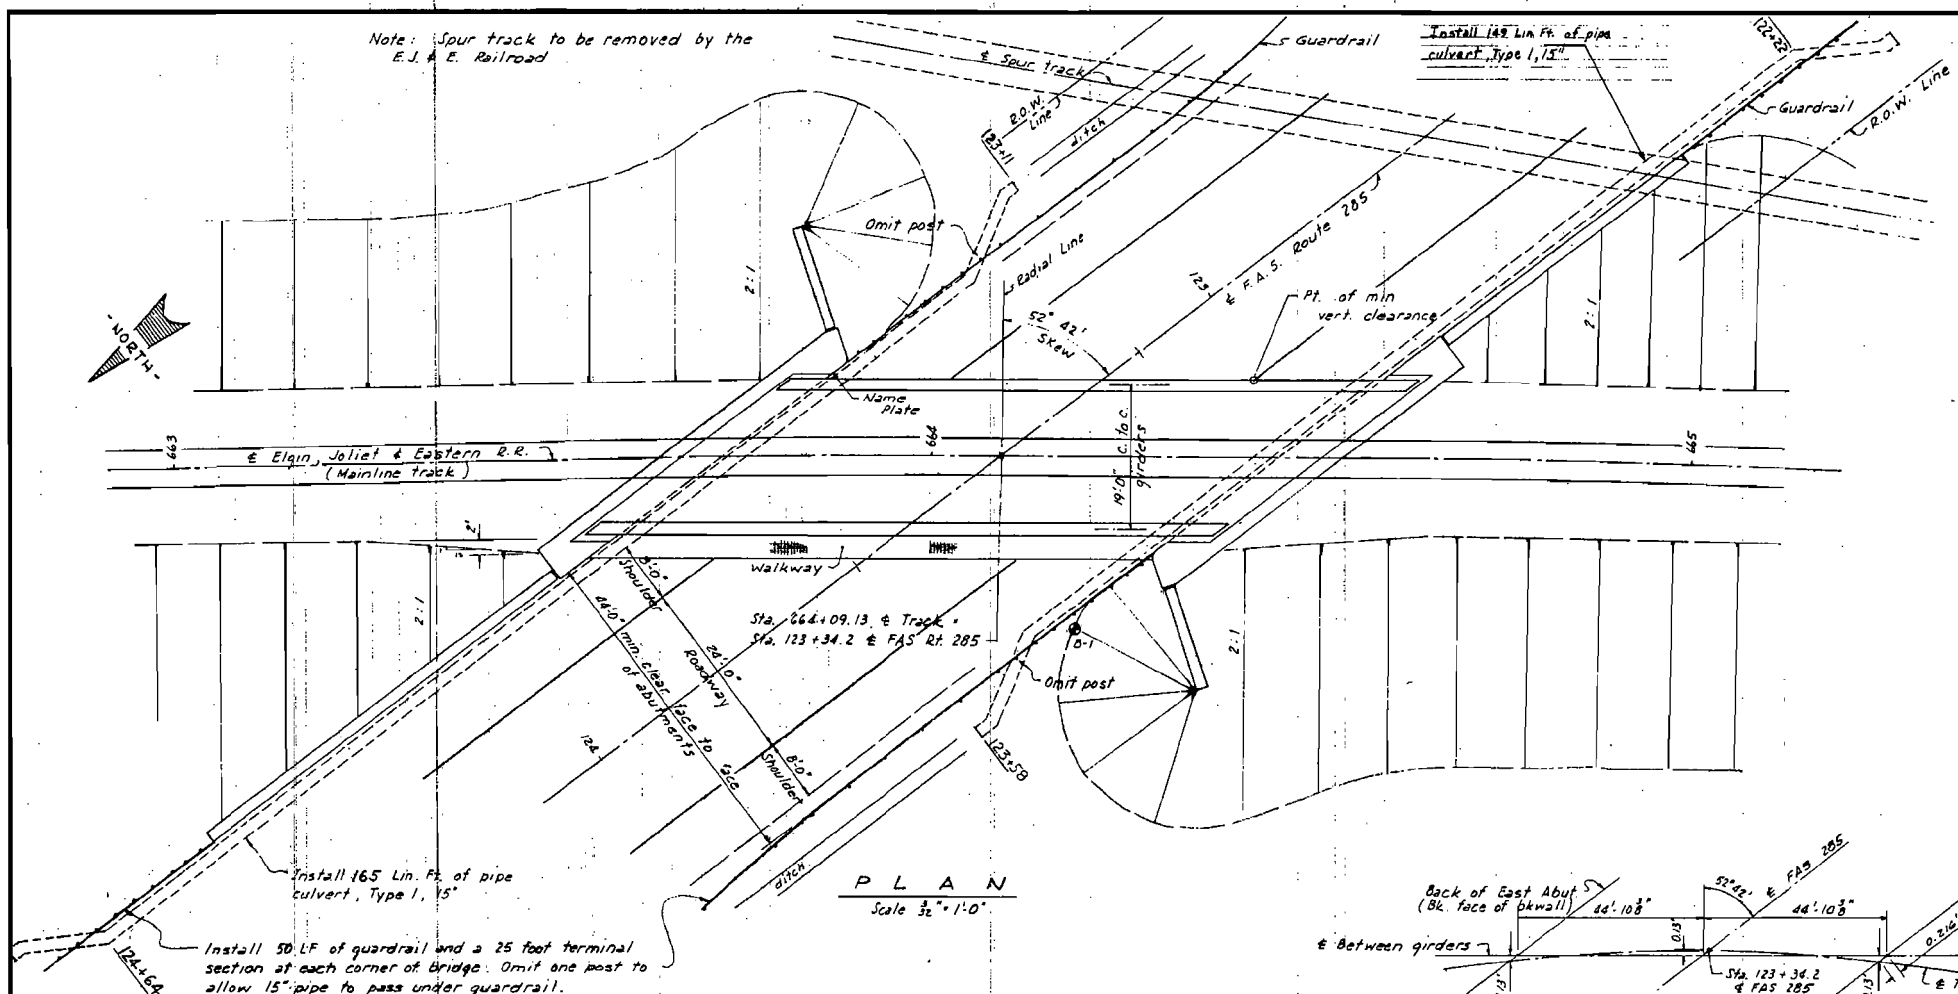 Note: Spur track to be removed by the
E.J. & E. Railroad
℄ Spur track
Guardrail
Install 149 Lin. Ft. of pipe
culvert, Type 1, 15"
122+22
Guardrail
R.O.W. Line
R.O.W.
Line
ditch
123+11
Omit post
Radial Line
2:1
- NORTH -
52° 42'
Skew
123
℄ F.A.S. Route 285
Pt. of min
vert. clearance
2:1
Name
Plate
663
664
665
℄ Elgin, Joliet & Eastern R.R.
(Mainline track)
19'-0" c. to c.
girders
2'
2:1
Walkway
8'-0"
Shoulder
44'-0" min. clear face to face
of abutments
24'-0"
Roadway
8'-0"
Shoulder
Sta. 664+09.13 ℄ Track =
Sta. 123+34.2 ℄ FAS Rt. 285
B-1
2:1
Omit post
124
123+58
Install 165 Lin. Ft. of pipe
culvert, Type 1, 15"
ditch
PLAN
Scale 3/32" = 1'-0"
Install 50 LF of guardrail and a 25 foot terminal
section at each corner of bridge. Omit one post to
allow 15" pipe to pass under guardrail.
124+64
Back of East Abut
(Bk. face of bkwall)
52°42'
℄ FAS 285
44'-10 3/8"
44'-10 3/8"
℄ Between girders
0.13'
0.216'
Sta. 123+34.2
℄ FAS 285